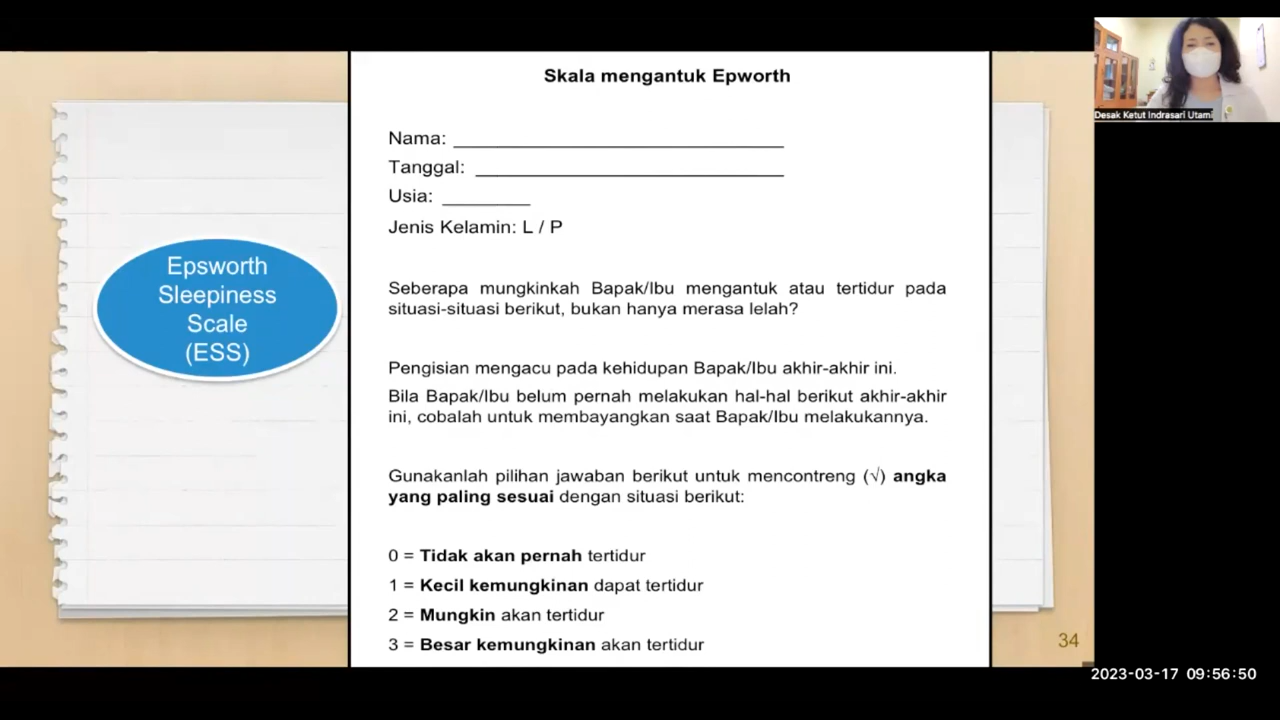 Skala mengantuk Epworth
Nama:
Tanggal:
Usia:
Jenis Kelamin: L / P
Seberapa mungkinkah Bapak/Ibu mengantuk atau tertidur pada
situasi-situasi berikut, bukan hanya merasa lelah?
Pengisian mengacu pada kehidupan Bapak/Ibu akhir-akhir ini.
Bila Bapak/Ibu belum pernah melakukan hal-hal berikut akhir-akhir
ini, cobalah untuk membayangkan saat Bapak/Ibu melakukannya.
Gunakanlah pilihan jawaban berikut untuk mencontreng (√) angka
yang paling sesuai dengan situasi berikut:
0 = Tidak akan pernah tertidur
1 = Kecil kemungkinan dapat tertidur
2 = Mungkin akan tertidur
3 = Besar kemungkinan akan tertidur
Epsworth
Sleepiness
Scale
(ESS)
34
Desak Ketut Indrasari Utami
2023-03-17 09:56:50